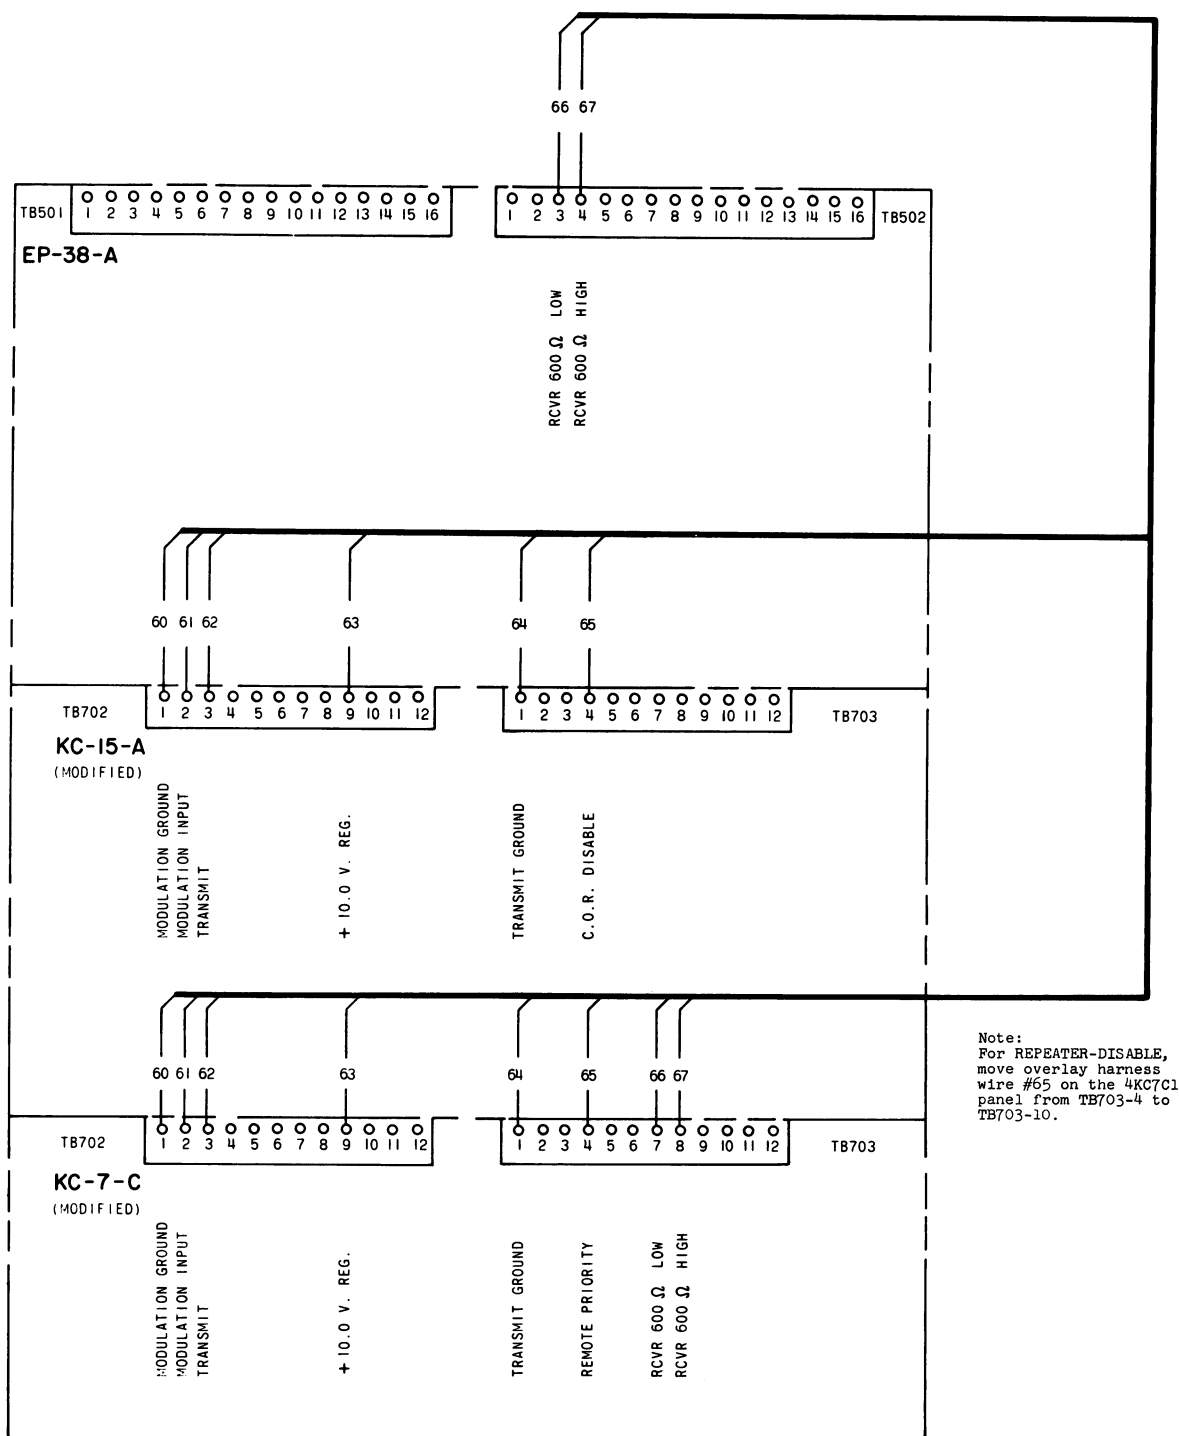 66 67
TB501 1 2 3 4 5 6 7 8 9 10 11 12 13 14 15 16
1 2 3 4 5 6 7 8 9 10 11 12 13 14 15 16 TB502
EP-38-A
RCVR 600 Ω LOW
RCVR 600 Ω HIGH
60 61 62 63 64 65
TB702 1 2 3 4 5 6 7 8 9 10 11 12
1 2 3 4 5 6 7 8 9 10 11 12 TB703
KC-15-A
(MODIFIED)
MODULATION GROUND
MODULATION INPUT
TRANSMIT
+10.0 V. REG.
TRANSMIT GROUND
C.O.R. DISABLE
60 61 62 63 64 65 66 67
TB702 1 2 3 4 5 6 7 8 9 10 11 12
1 2 3 4 5 6 7 8 9 10 11 12 TB703
KC-7-C
(MODIFIED)
MODULATION GROUND
MODULATION INPUT
TRANSMIT
+10.0 V. REG.
TRANSMIT GROUND
REMOTE PRIORITY
RCVR 600 Ω LOW
RCVR 600 Ω HIGH
Note:
For REPEATER-DISABLE,
move overlay harness
wire #65 on the 4KC7C1
panel from TB703-4 to
TB703-10.